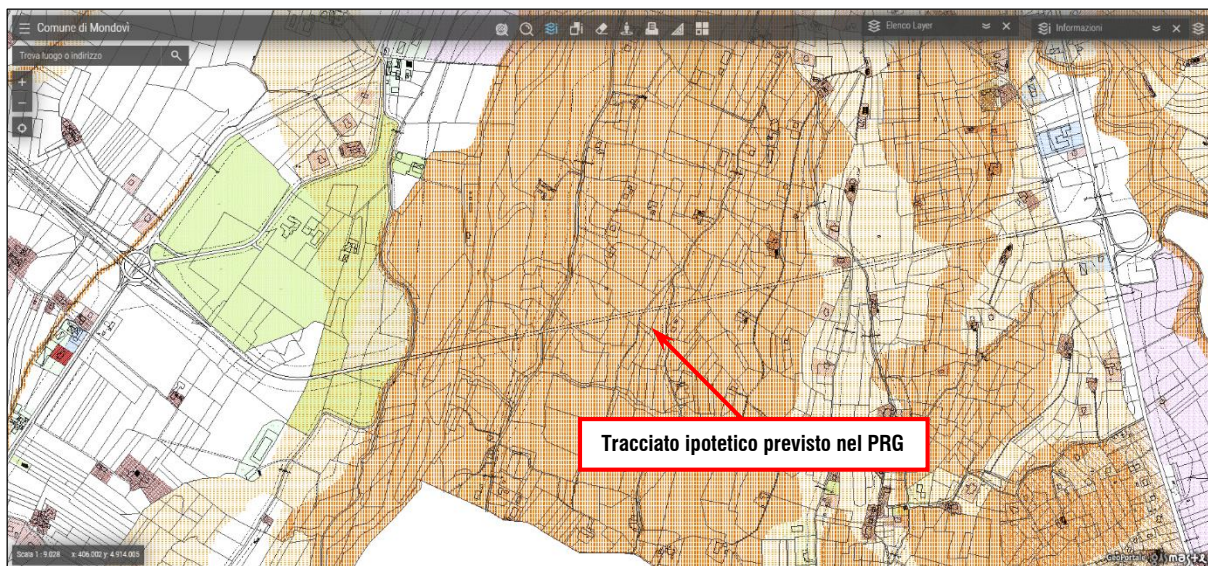 Comune di Mondovì
Elenco Layer
Informazioni
Trova luogo o indirizzo
Tracciato ipotetico previsto nel PRG
Scala 1 : 9.028 x: 406.002 y: 4.914.005
GeoPortale